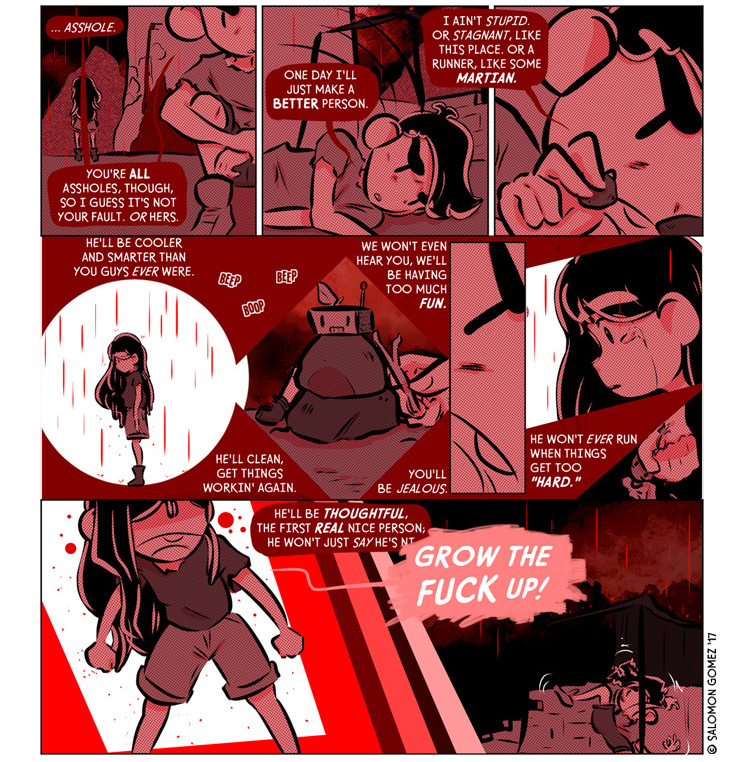 ... ASSHOLE.
YOU'RE ALL
ASSHOLES, THOUGH,
SO I GUESS IT'S NOT
YOUR FAULT. OR HERS.
ONE DAY I'LL
JUST MAKE A
BETTER PERSON.
I AIN'T STUPID.
OR STAGNANT, LIKE
THIS PLACE. OR A
RUNNER, LIKE SOME
MARTIAN.
HE'LL BE COOLER
AND SMARTER THAN
YOU GUYS EVER WERE.
BEEP
BOOP
BEEP
WE WON'T EVEN
HEAR YOU, WE'LL
BE HAVING
TOO MUCH
FUN.
HE'LL CLEAN,
GET THINGS
WORKIN' AGAIN.
YOU'LL
BE JEALOUS.
HE WON'T EVER RUN
WHEN THINGS
GET TOO
"HARD."
HE'LL BE THOUGHTFUL,
THE FIRST REAL NICE PERSON;
HE WON'T JUST SAY HE'S
GROW THE
FUCK UP!
© SALOMON GOMEZ '17